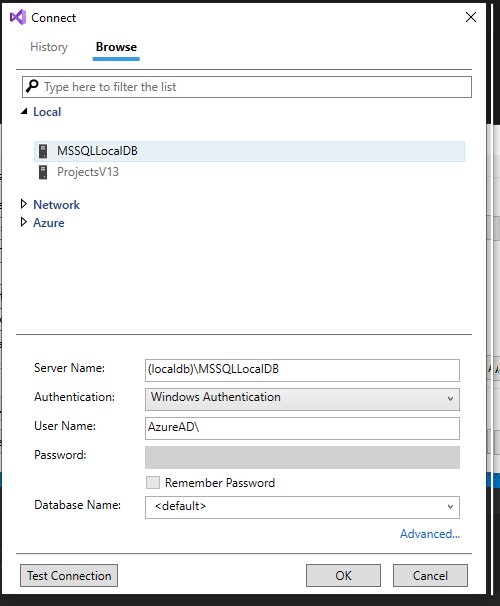 Connect
History Browse
Type here to filter the list
Local
MSSQLLocalDB
ProjectsV13
Network
Azure
Server Name: (localdb)\MSSQLLocalDB
Authentication: Windows Authentication
User Name: AzureAD\
Password:
Remember Password
Database Name: <default>
Advanced...
Test Connection OK Cancel